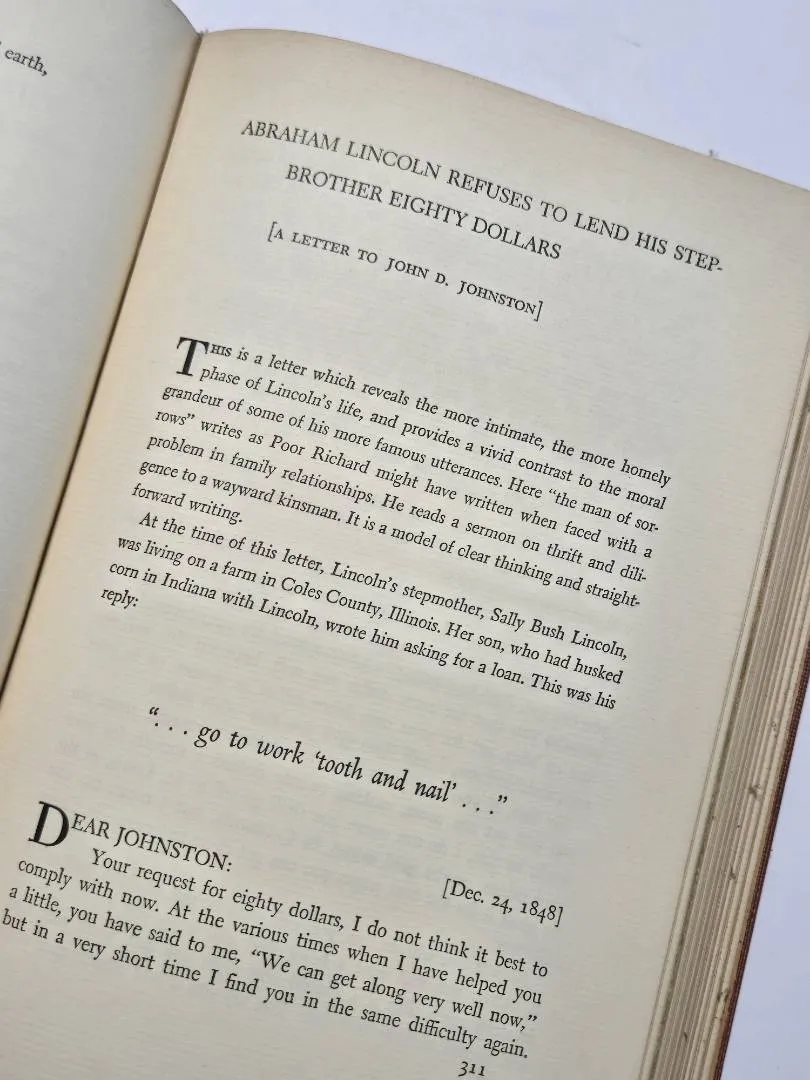 earth,
ABRAHAM LINCOLN REFUSES TO LEND HIS STEP-
BROTHER EIGHTY DOLLARS
[A LETTER TO JOHN D. JOHNSTON]
THIS is a letter which reveals the more intimate, the more homely
phase of Lincoln's life, and provides a vivid contrast to the moral
grandeur of some of his more famous utterances. Here "the man of sor-
rows" writes as Poor Richard might have written when faced with a
problem in family relationships. He reads a sermon on thrift and dili-
gence to a wayward kinsman. It is a model of clear thinking and straight-
forward writing.
At the time of this letter, Lincoln's stepmother, Sally Bush Lincoln,
was living on a farm in Coles County, Illinois. Her son, who had husked
corn in Indiana with Lincoln, wrote him asking for a loan. This was his
reply:
". . . go to work 'tooth and nail' . . ."
DEAR JOHNSTON:
[Dec. 24, 1848]
Your request for eighty dollars, I do not think it best to
comply with now. At the various times when I have helped you
a little, you have said to me, "We can get along very well now,"
but in a very short time I find you in the same difficulty again.
311